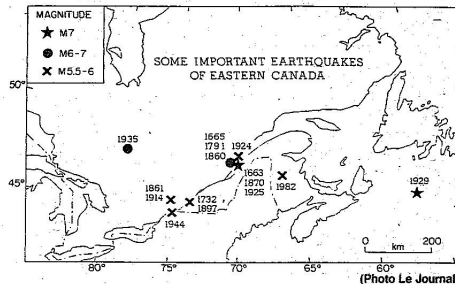 MAGNITUDE
★ M7
● M6-7
✕ M5.5-6
SOME IMPORTANT EARTHQUAKES
OF EASTERN CANADA
50°
45°
1935
1665
1791
1860
1924
1663
1870
1925
1982
1929
1861
1914
1732
1897
1944
0 200
km
85° 80° 75° 70° 65° 60°
(Photo Le Journal